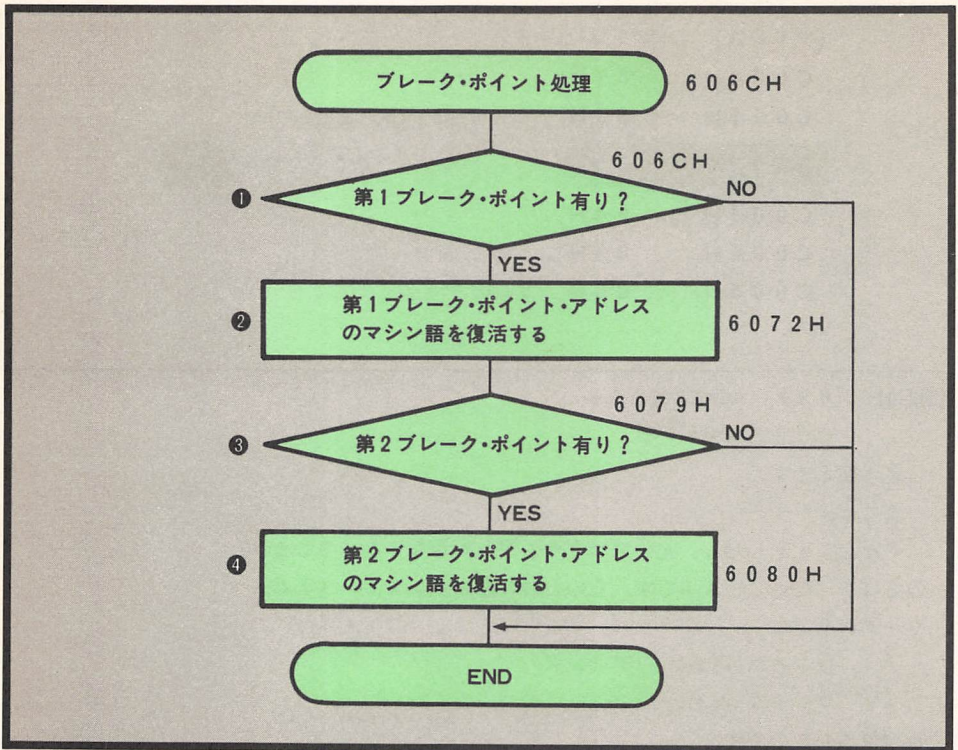 ブレーク・ポイント処理 606CH
606CH
❶ 第1ブレーク・ポイント有り? NO
YES
❷ 第1ブレーク・ポイント・アドレス
のマシン語を復活する 6072H
6079H
❸ 第2ブレーク・ポイント有り? NO
YES
❹ 第2ブレーク・ポイント・アドレス
のマシン語を復活する 6080H
END